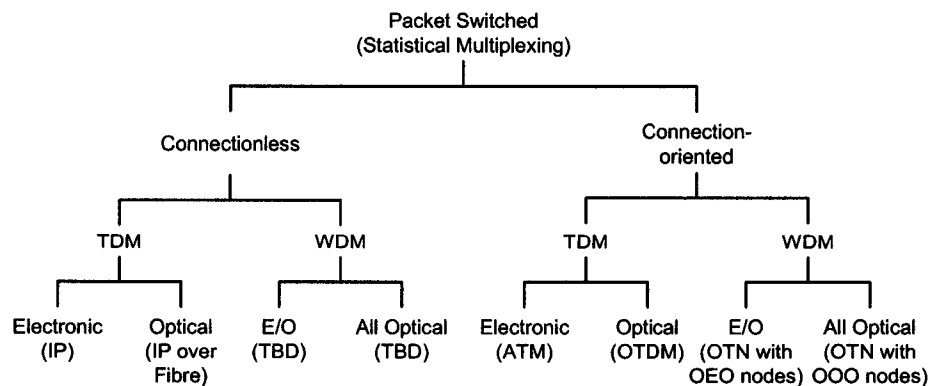 Packet Switched
(Statistical Multiplexing)
Connectionless
Connection-
oriented
TDM
WDM
TDM
WDM
Electronic
(IP)
Optical
(IP over
Fibre)
E/O
(TBD)
All Optical
(TBD)
Electronic
(ATM)
Optical
(OTDM)
E/O
(OTN with
OEO nodes)
All Optical
(OTN with
OOO nodes)